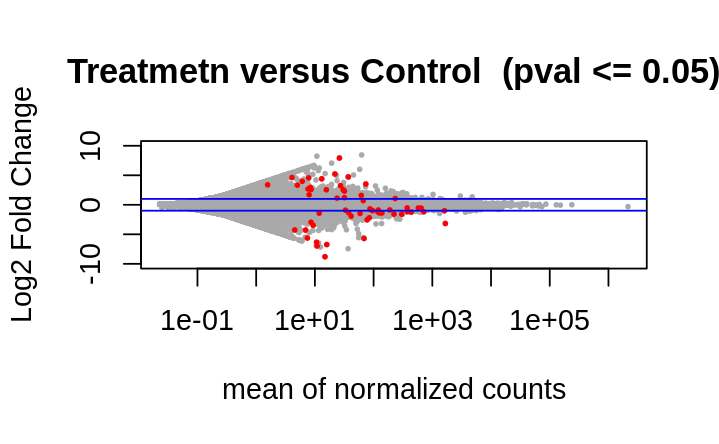 Treatmetn versus Control  (pval <= 0.05)
Log2 Fold Change
10
0
-10
1e-01 1e+01 1e+03 1e+05
mean of normalized counts